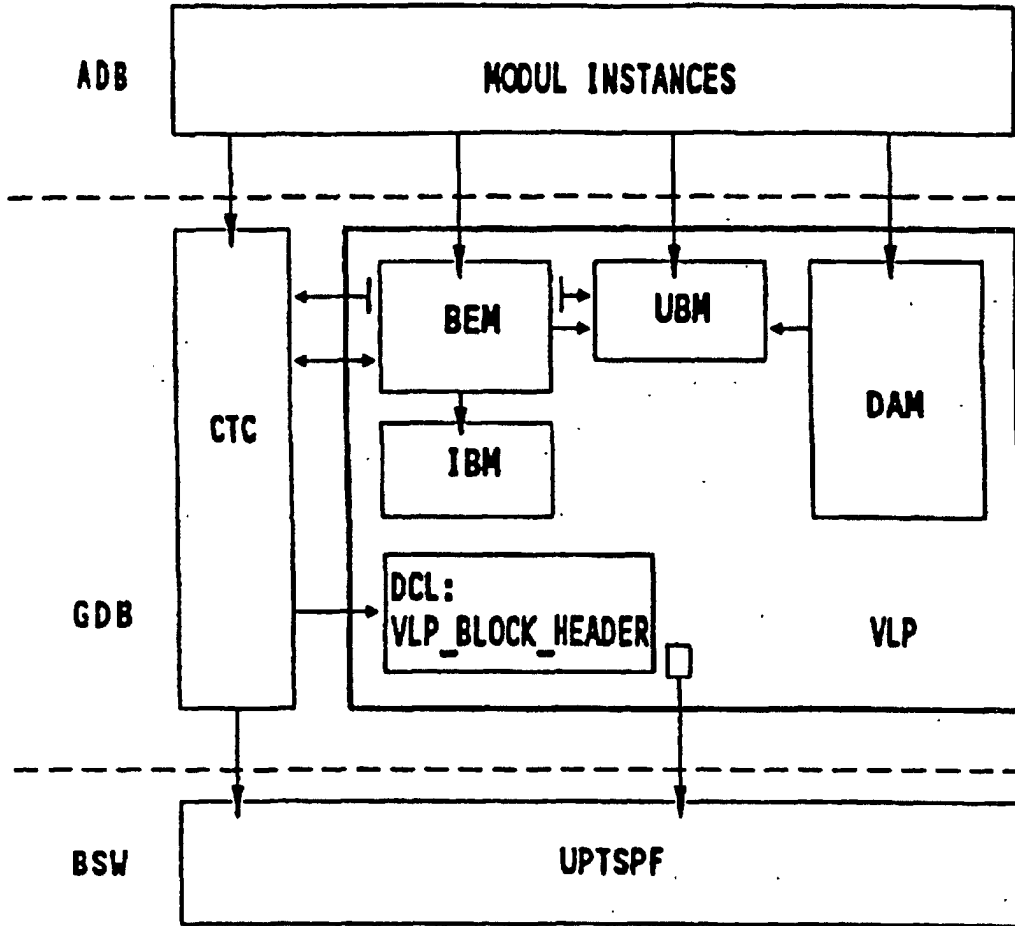 ADB
MODUL INSTANCES
BEM
UBM
DAM
CTC
IBM
DCL:
VLP_BLOCK_HEADER
GDB
VLP
BSW
UPTSPF